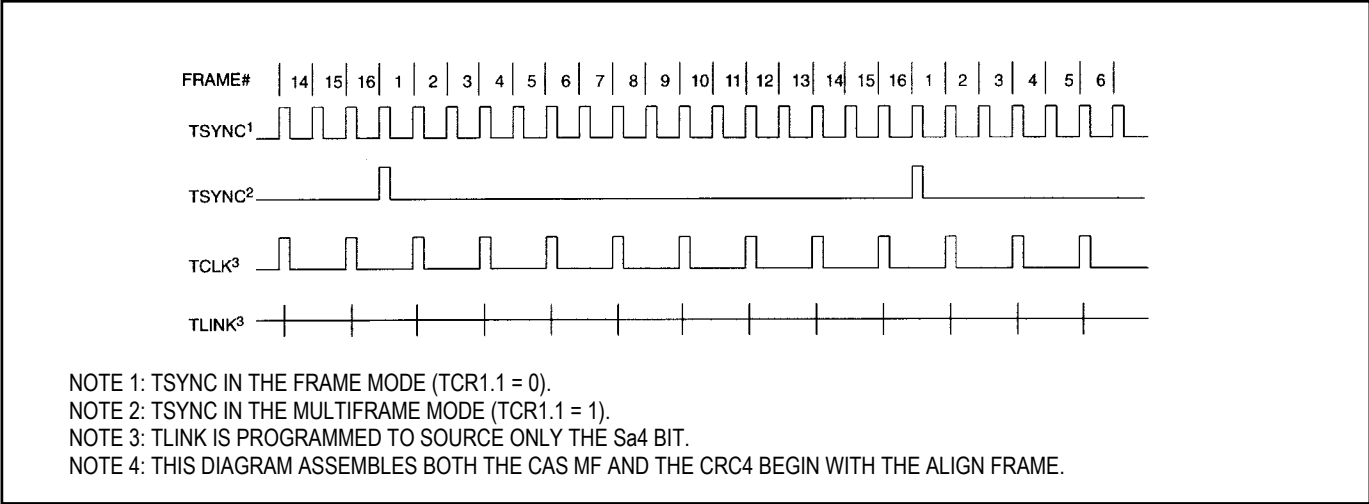 FRAME# 14 15 16 1 2 3 4 5 6 7 8 9 10 11 12 13 14 15 16 1 2 3 4 5 6
TSYNC1
TSYNC2
TCLK3
TLINK3
NOTE 1: TSYNC IN THE FRAME MODE (TCR1.1 = 0).
NOTE 2: TSYNC IN THE MULTIFRAME MODE (TCR1.1 = 1).
NOTE 3: TLINK IS PROGRAMMED TO SOURCE ONLY THE Sa4 BIT.
NOTE 4: THIS DIAGRAM ASSEMBLES BOTH THE CAS MF AND THE CRC4 BEGIN WITH THE ALIGN FRAME.